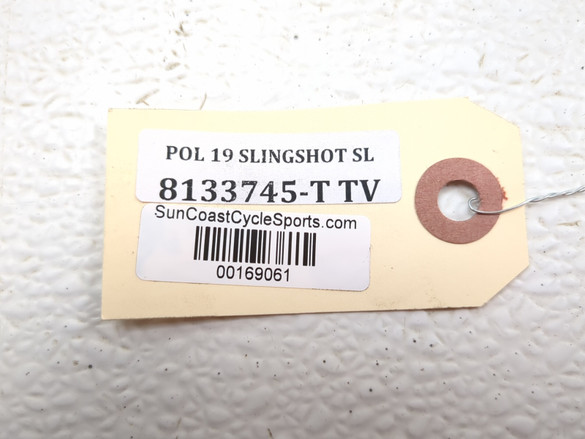 POL 19 SLINGSHOT SL
8133745-T TV
SunCoastCycleSports.com
00169061